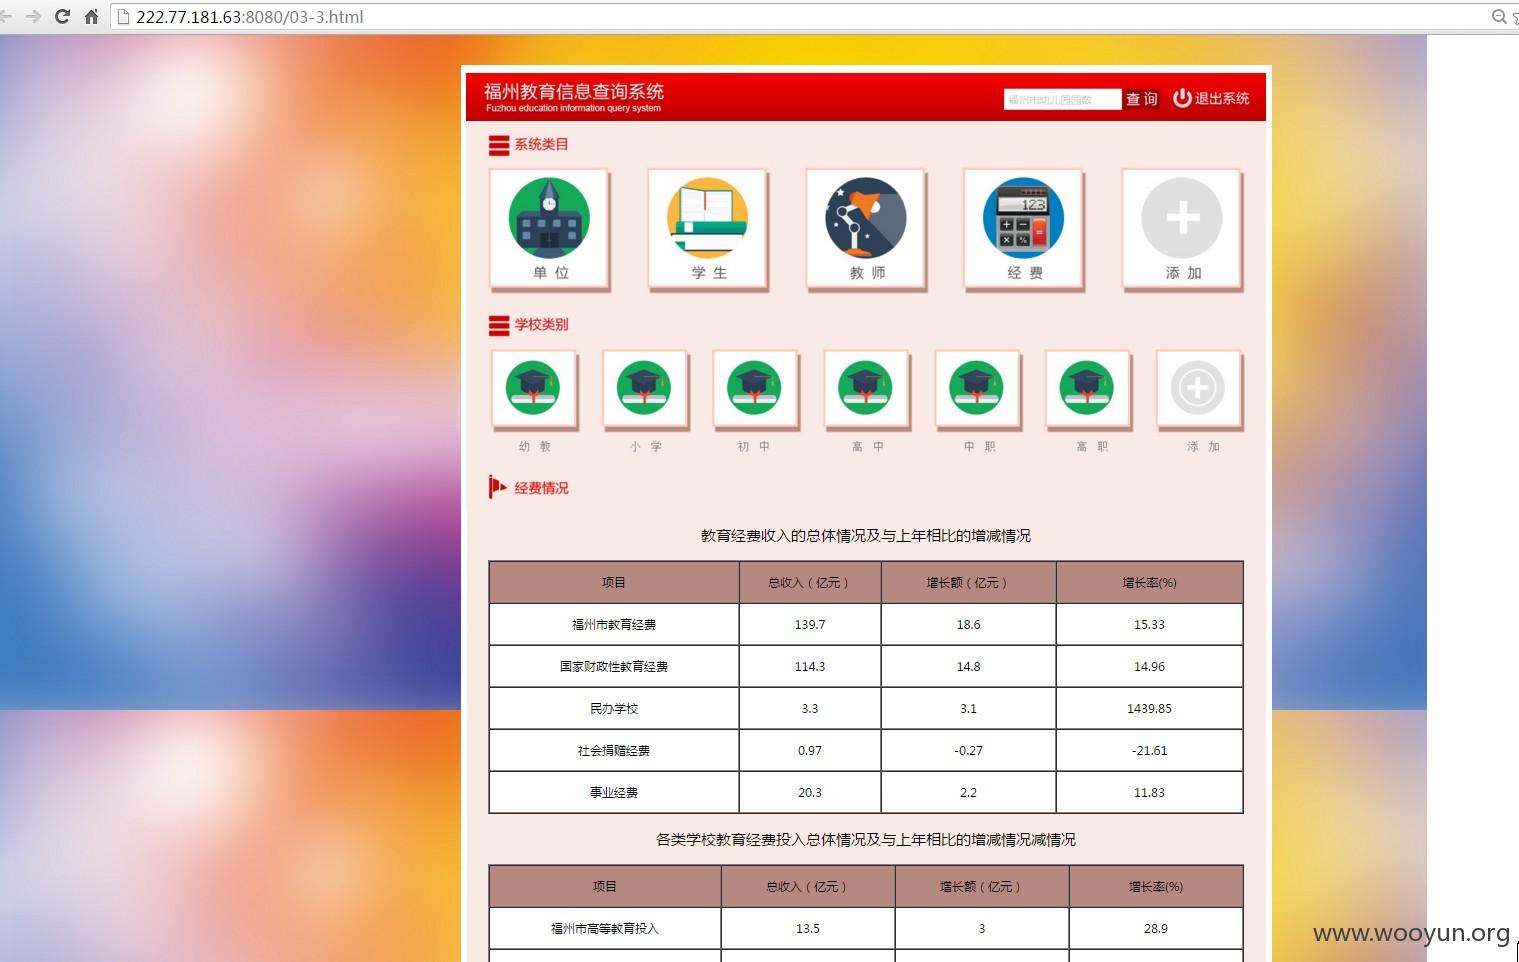 222.77.181.63:8080/03-3.html
福州教育信息查询系统
Fuzhou education information query system
福州市幼儿园园数 查 询 退出系统
系统类目
单 位 学 生 教 师 经 费 添 加
学校类别
幼 教 小 学 初 中 高 中 中 职 高 职 添 加
经费情况
教育经费收入的总体情况及与上年相比的增减情况
项目 总收入（亿元） 增长额（亿元） 增长率(%)
福州市教育经费 139.7 18.6 15.33
国家财政性教育经费 114.3 14.8 14.96
民办学校 3.3 3.1 1439.85
社会捐赠经费 0.97 -0.27 -21.61
事业经费 20.3 2.2 11.83
各类学校教育经费投入总体情况及与上年相比的增减情况减情况
项目 总收入（亿元） 增长额（亿元） 增长率(%)
福州市高等教育投入 13.5 3 28.9
www.wooyun.org